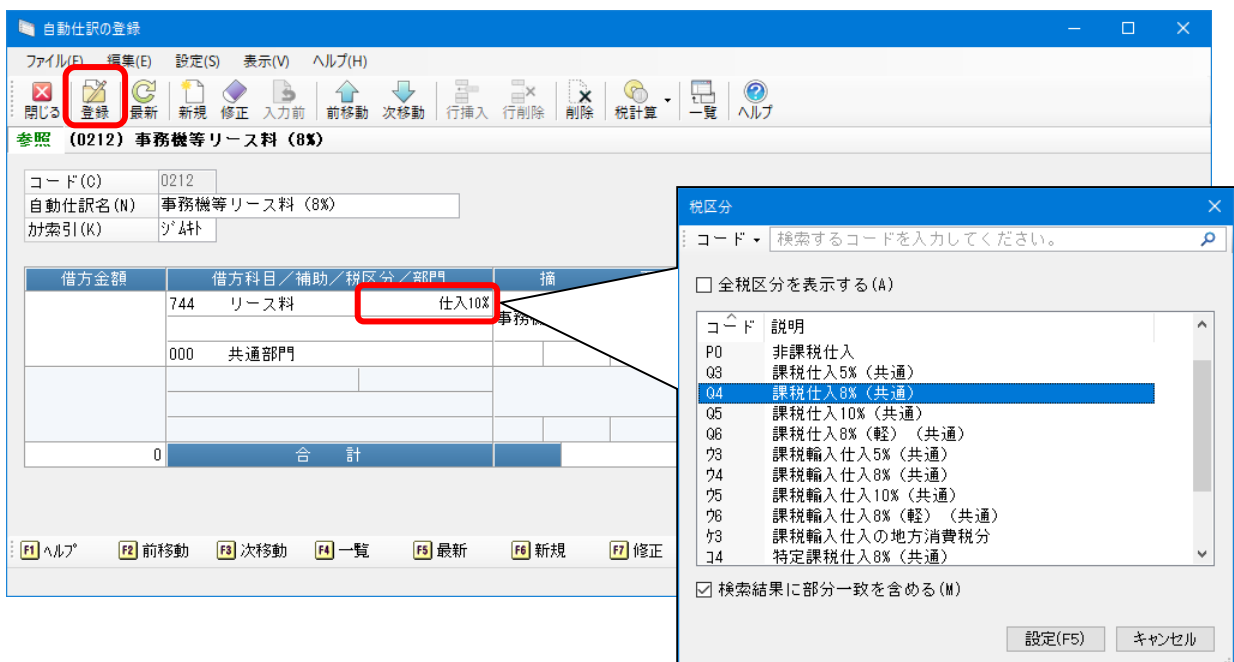 自動仕訳の登録
ファイル(F) 編集(E) 設定(S) 表示(V) ヘルプ(H)
閉じる 登録 最新 新規 修正 入力前 前移動 次移動 行挿入 行削除 削除 税計算 一覧 ヘルプ
参照 (0212) 事務機等リース料 (8%)
コード(C) 0212
自動仕訳名(N) 事務機等リース料 (8%)
カナ索引(K) ジムキト
借方金額 借方科目／補助／税区分／部門 摘
744 リース料 仕入10%
事務機
000 共通部門
0 合 計
F1 ヘルプ F2 前移動 F3 次移動 F4 一覧 F5 最新 F6 新規 F7 修正
税区分
コード 検索するコードを入力してください。
全税区分を表示する(A)
コード 説明
P0 非課税仕入
Q3 課税仕入5% (共通)
Q4 課税仕入8% (共通)
Q5 課税仕入10% (共通)
Q6 課税仕入8% (軽) (共通)
ウ3 課税輸入仕入5% (共通)
ウ4 課税輸入仕入8% (共通)
ウ5 課税輸入仕入10% (共通)
ウ6 課税輸入仕入8% (軽) (共通)
ケ3 課税輸入仕入の地方消費税分
コ4 特定課税仕入8% (共通)
検索結果に部分一致を含める(M)
設定(F5) キャンセル